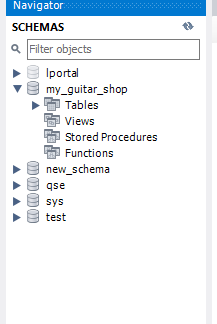 Navigator
SCHEMAS
Filter objects
lportal
my_guitar_shop
Tables
Views
Stored Procedures
Functions
new_schema
qse
sys
test